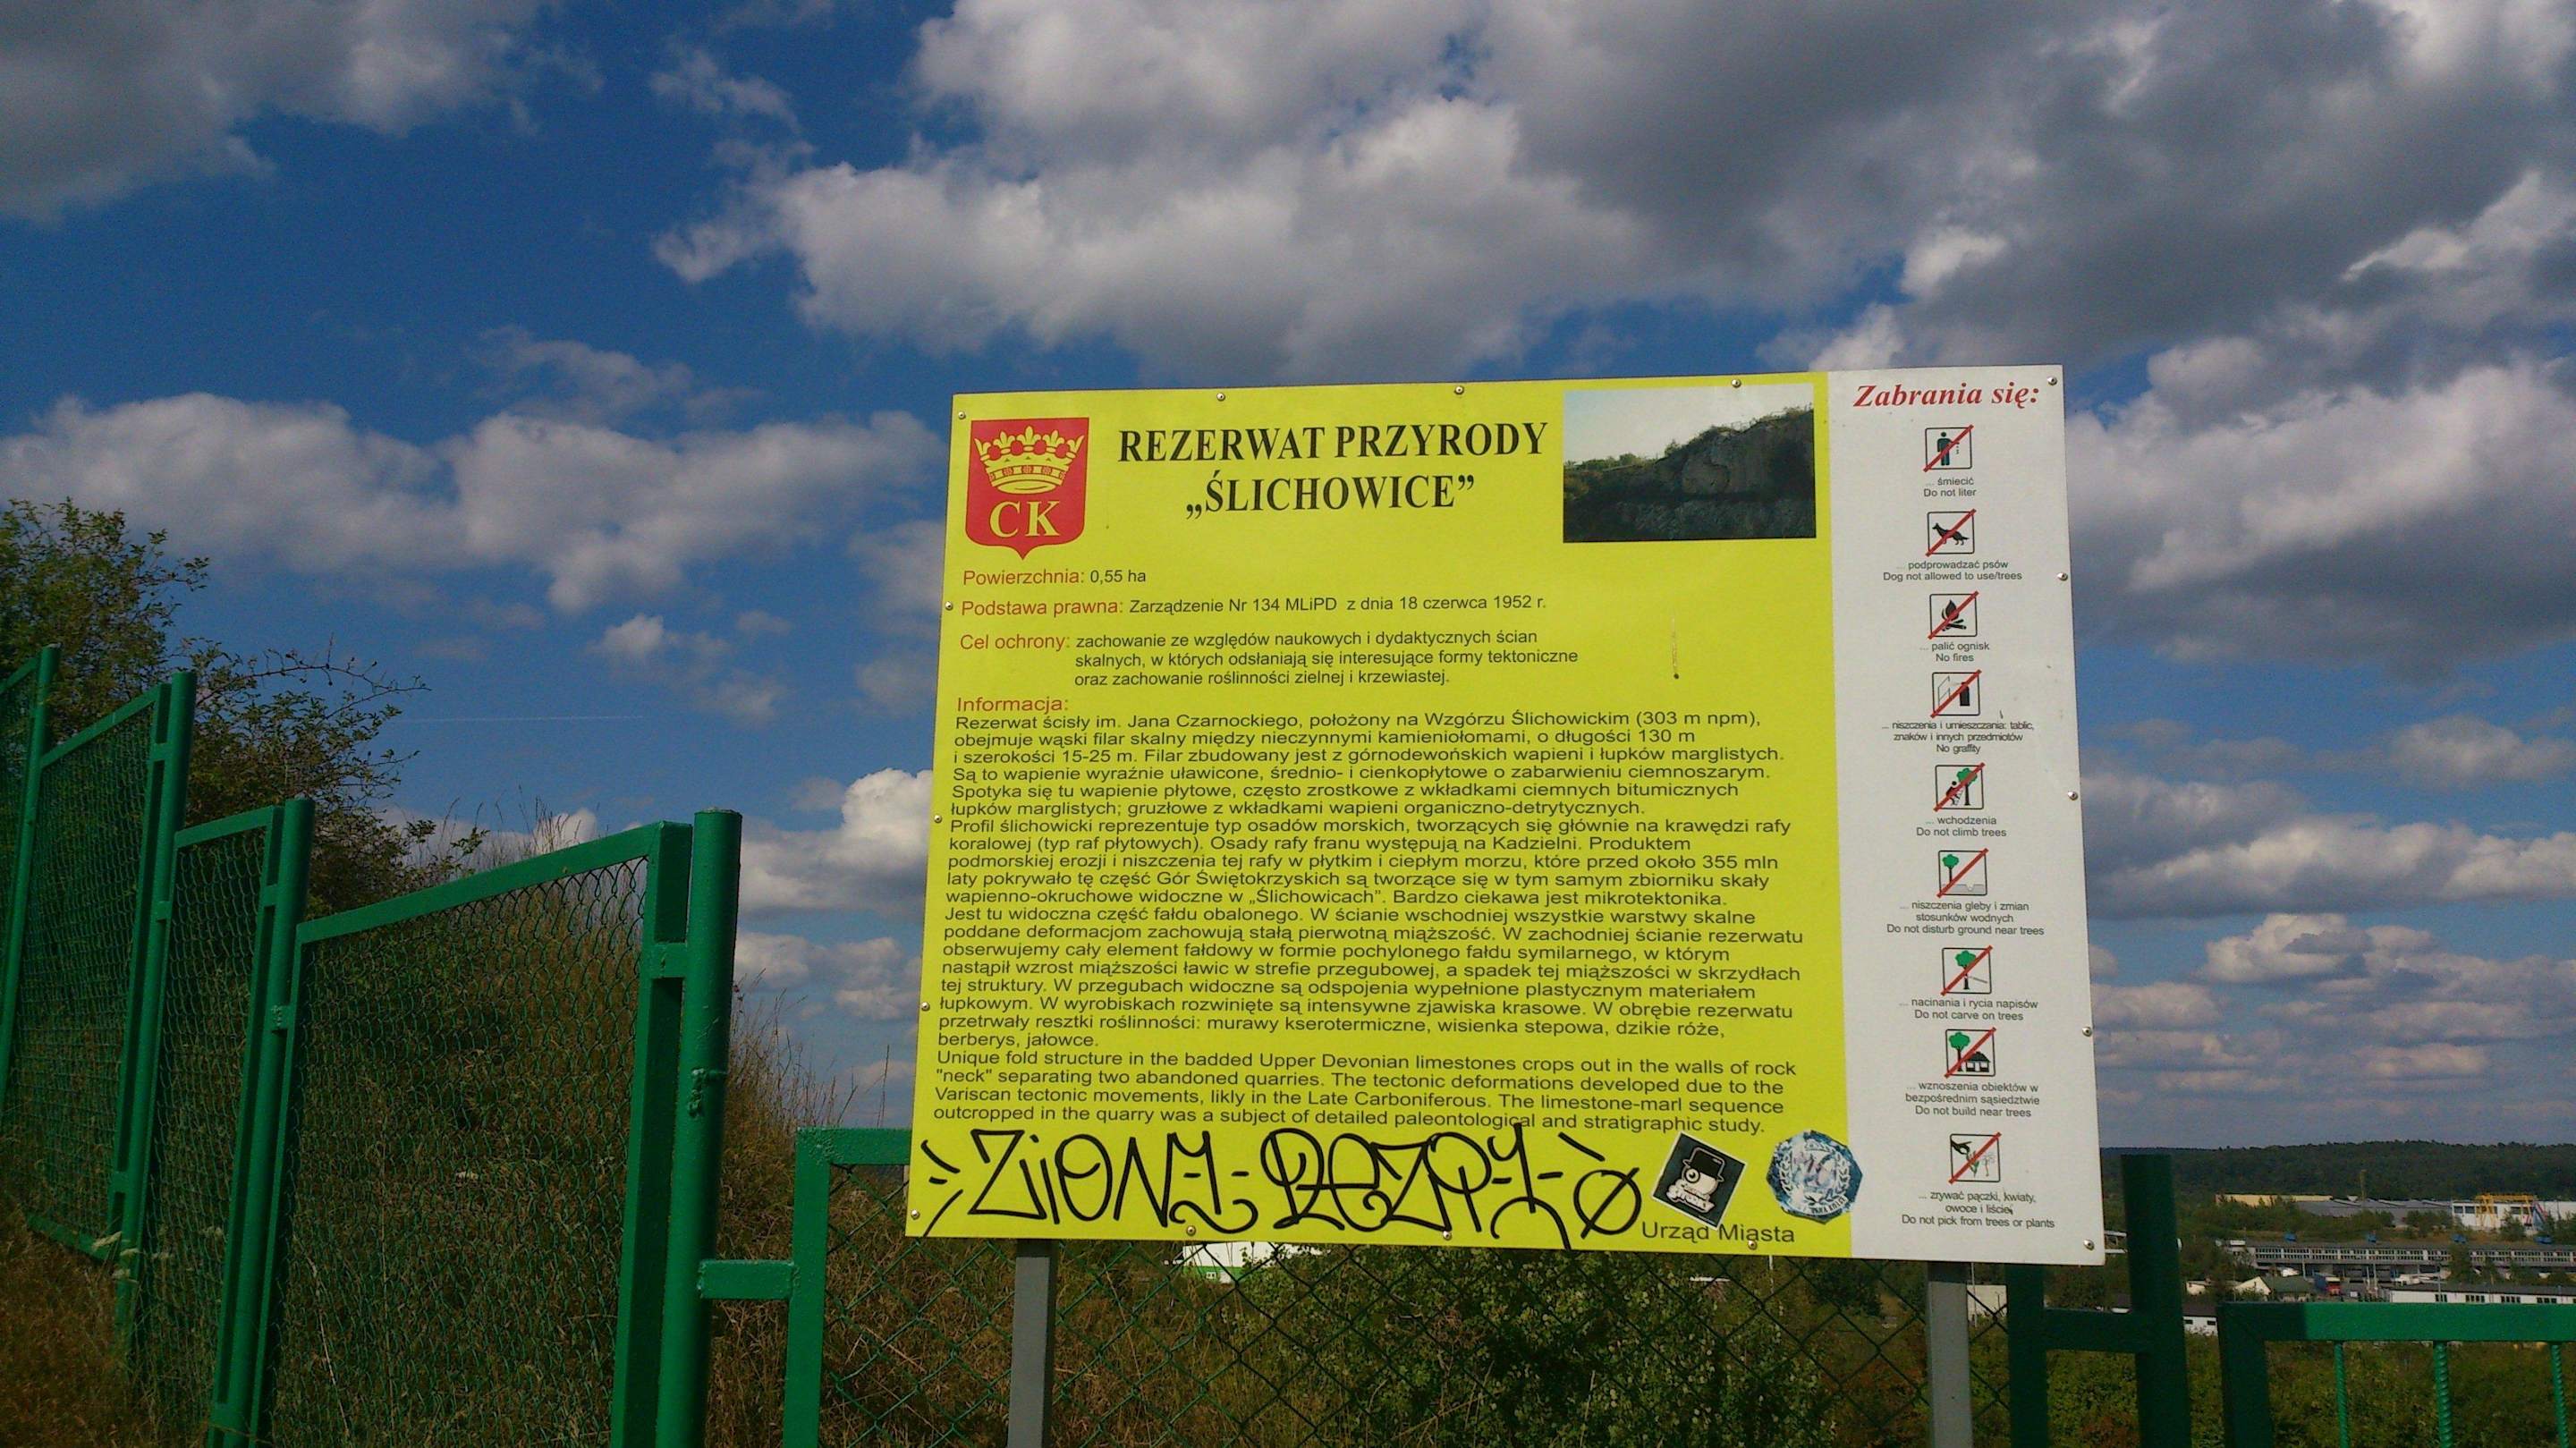 CK
REZERWAT PRZYRODY
„ŚLICHOWICE”
Powierzchnia: 0,55 ha
Podstawa prawna: Zarządzenie Nr 134 MLiPD z dnia 18 czerwca 1952 r.
Cel ochrony: zachowanie ze względów naukowych i dydaktycznych ścian
skalnych, w których odsłaniają się interesujące formy tektoniczne
oraz zachowanie roślinności zielnej i krzewiastej.
Informacja:
Rezerwat ścisły im. Jana Czarnockiego, położony na Wzgórzu Ślichowickim (303 m npm),
obejmuje wąski filar skalny między nieczynnymi kamieniołomami, o długości 130 m
i szerokości 15-25 m. Filar zbudowany jest z górnodewońskich wapieni i łupków marglistych.
Są to wapienie wyraźnie uławicone, średnio- i cienkopłytowe o zabarwieniu ciemnoszarym.
Spotyka się tu wapienie płytowe, często zrostkowe z wkładkami ciemnych bitumicznych
łupków marglistych; gruzłowe z wkładkami wapieni organiczno-detrytycznych.
Profil ślichowicki reprezentuje typ osadów morskich, tworzących się głównie na krawędzi rafy
koralowej (typ raf płytowych). Osady rafy franu występują na Kadzielni. Produktem
podmorskiej erozji i niszczenia tej rafy w płytkim i ciepłym morzu, które przed około 355 mln
laty pokrywało tę część Gór Świętokrzyskich są tworzące się w tym samym zbiorniku skały
wapienno-okruchowe widoczne w „Ślichowicach”. Bardzo ciekawa jest mikrotektonika.
Jest tu widoczna część fałdu obalonego. W ścianie wschodniej wszystkie warstwy skalne
poddane deformacjom zachowują stałą pierwotną miąższość. W zachodniej ścianie rezerwatu
obserwujemy cały element fałdowy w formie pochylonego fałdu symilarnego, w którym
nastąpił wzrost miąższości ławic w strefie przegubowej, a spadek tej miąższości w skrzydłach
tej struktury. W przegubach widoczne są odspojenia wypełnione plastycznym materiałem
łupkowym. W wyrobiskach rozwinięte są intensywne zjawiska krasowe. W obrębie rezerwatu
przetrwały resztki roślinności: murawy kserotermiczne, wisienka stepowa, dzikie róże,
berberys, jałowce.
Unique fold structure in the badded Upper Devonian limestones crops out in the walls of rock
"neck" separating two abandoned quarries. The tectonic deformations developed due to the
Variscan tectonic movements, likly in the Late Carboniferous. The limestone-marl sequence
outcropped in the quarry was a subject of detailed paleontological and stratigraphic study.
Urząd Miasta
Zabrania się:
... śmiecić
Do not liter
... podprowadzać psów
Dog not allowed to use/trees
... palić ognisk
No fires
... niszczenia i umieszczania: tablic,
znaków i innych przedmiotów
No graffity
... wchodzenia
Do not climb trees
... niszczenia gleby i zmian
stosunków wodnych
Do not disturb ground near trees
... nacinania i rycia napisów
Do not carve on trees
... wznoszenia obiektów w
bezpośrednim sąsiedztwie
Do not build near trees
... zrywać pączki, kwiaty,
owoce i liście
Do not pick from trees or plants